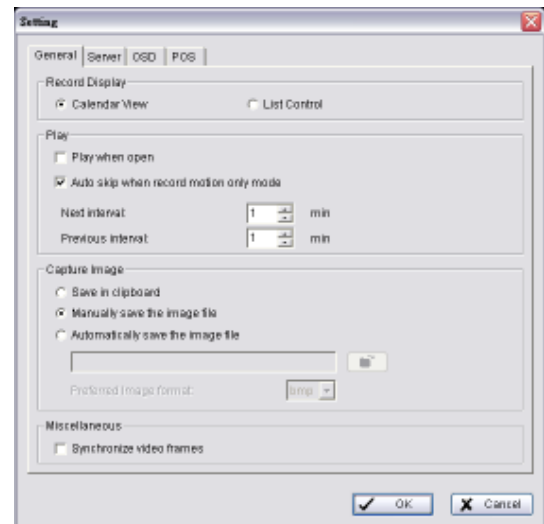 Setting
General Server OSD POS
Record Display
Calendar View List Control
Play
Play when open
Auto skip when record motion only mode
Next interval: 1 min
Previous interval: 1 min
Capture Image
Save in clipboard
Manually save the image file
Automatically save the image file
Preferred image format: bmp
Miscellaneous
Synchronize video frames
OK Cancel